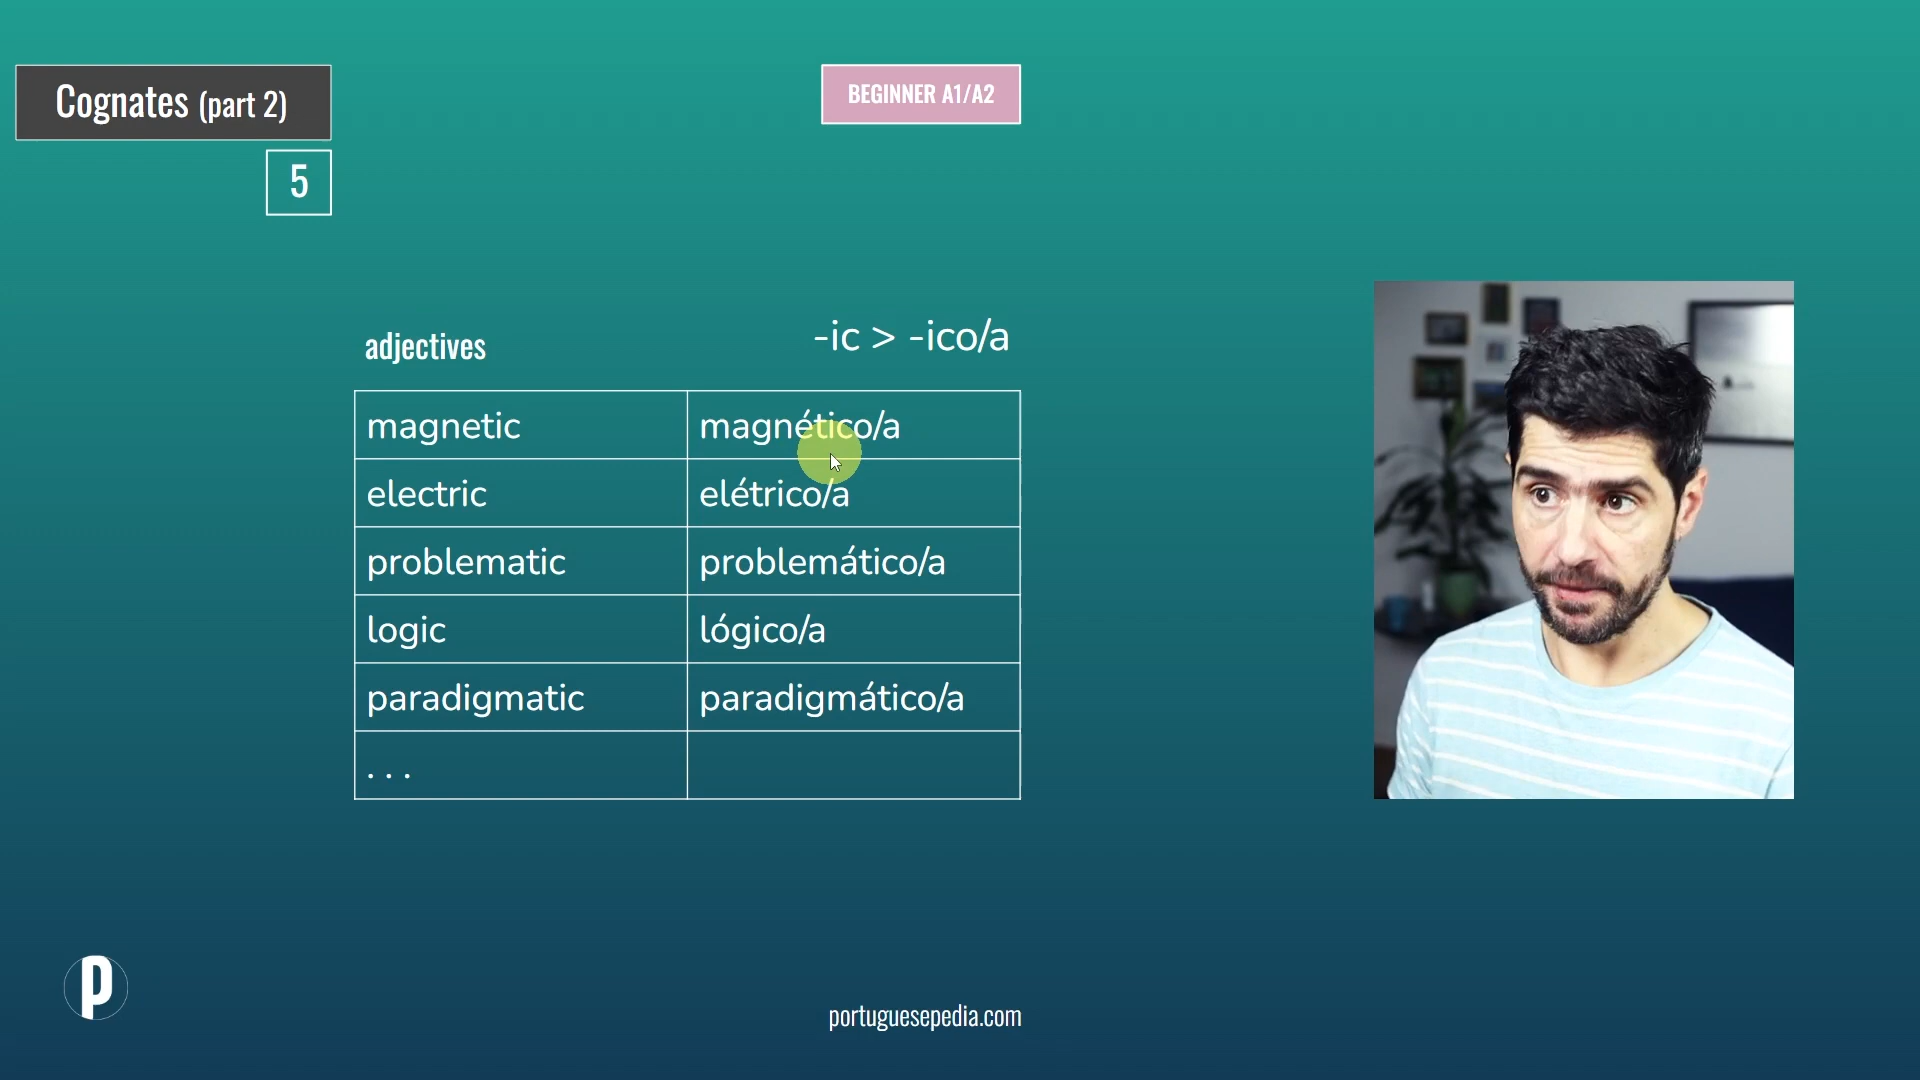 Cognates (part 2)
BEGINNER A1/A2
5
adjectives
-ic > -ico/a
magnetic
magnético/a
electric
elétrico/a
problematic
problemático/a
logic
lógico/a
paradigmatic
paradigmático/a
. . .
p
portuguesepedia.com